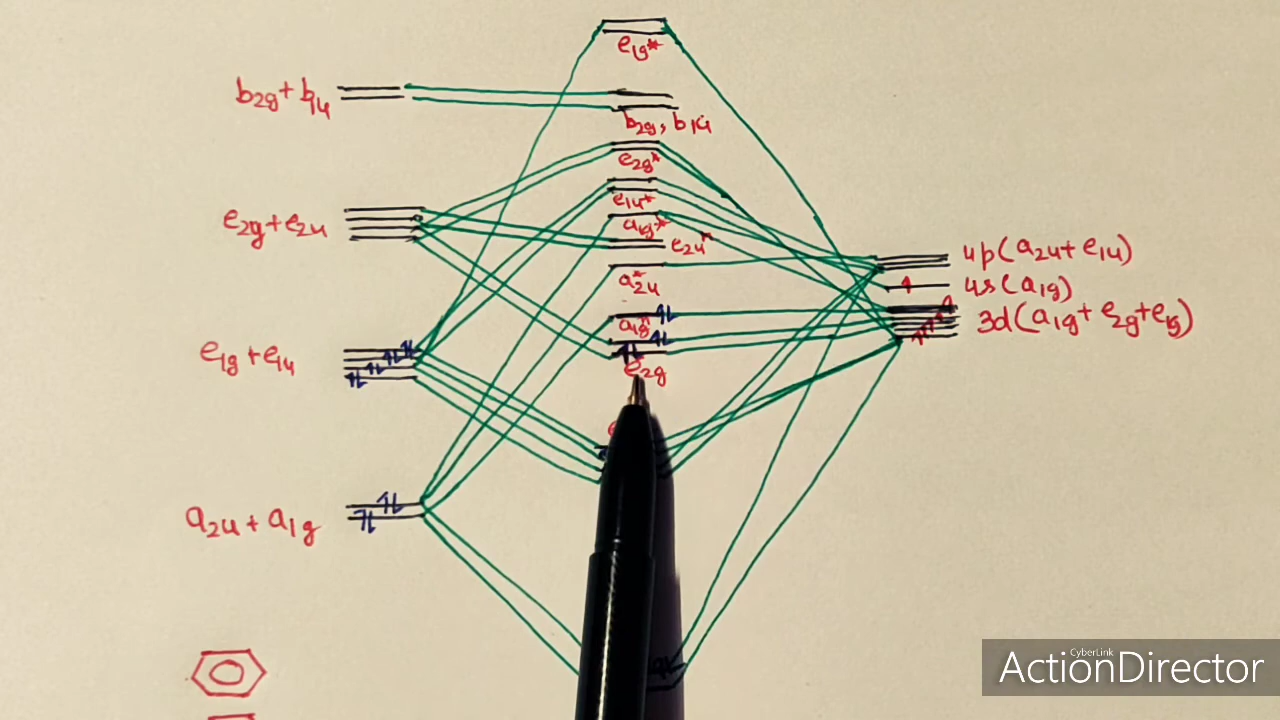 e1g*
b2g + b1u
b2g, b1u
e2g*
e1u*
e2g + e2u
a1g*
e2u*
4p(a2u + e1u)
a2u*
4s(a1g)
3d(a1g + e2g + e1g)
a1g*
e1g + e1u
e2g
a2u + a1g
CyberLink
ActionDirector